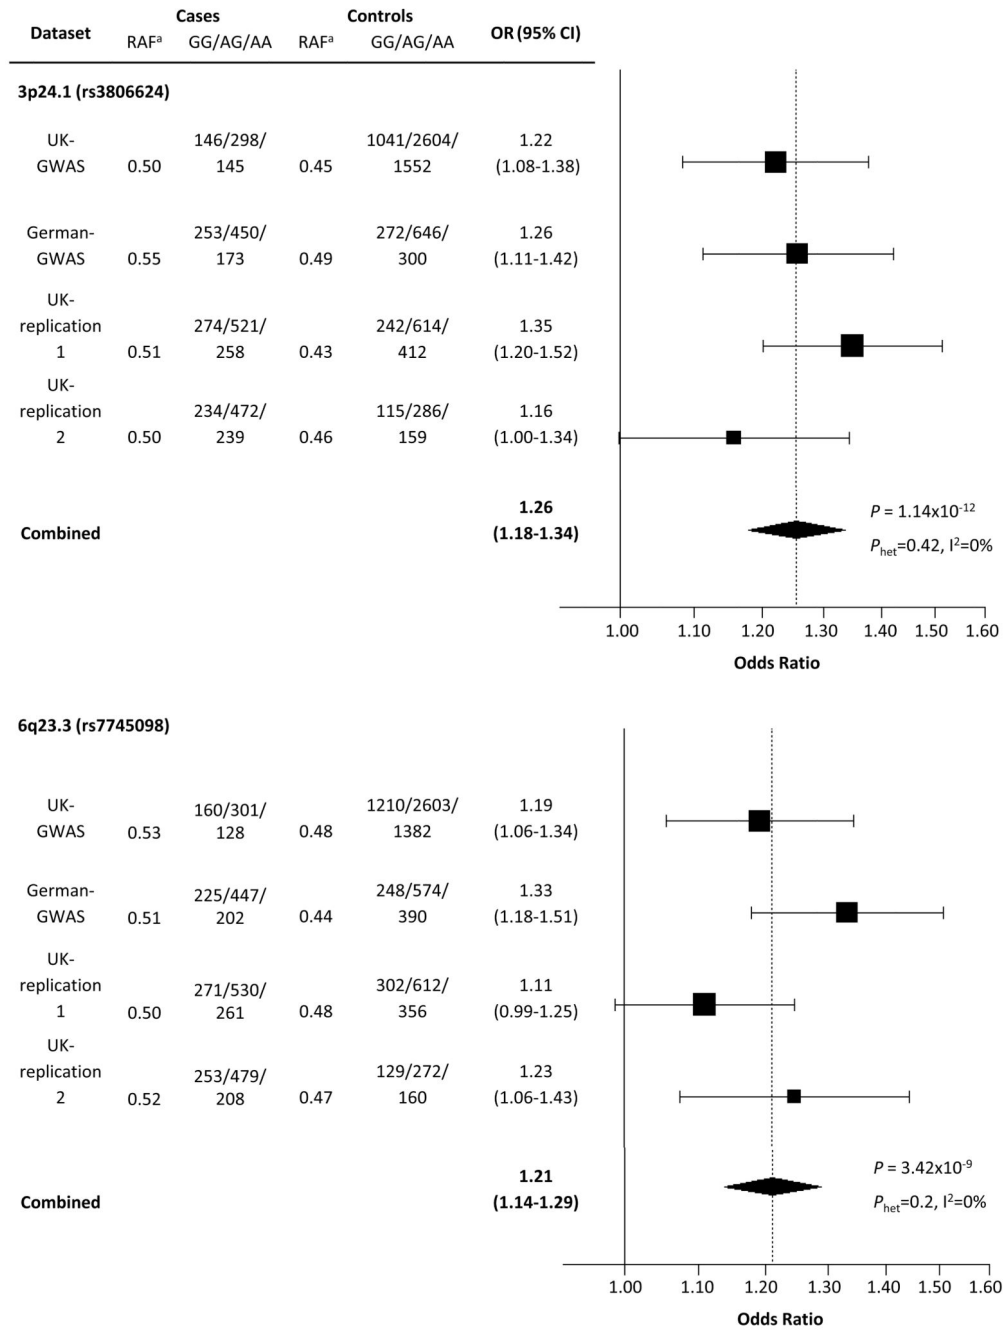 Cases Controls
Dataset OR (95% CI)
RAFa GG/AG/AA RAFa GG/AG/AA
3p24.1 (rs3806624)
UK- 146/298/ 1041/2604/ 1.22
GWAS 0.50 145 0.45 1552 (1.08-1.38)
German- 253/450/ 272/646/ 1.26
GWAS 0.55 173 0.49 300 (1.11-1.42)
UK-
replication 274/521/ 242/614/ 1.35
1 0.51 258 0.43 412 (1.20-1.52)
UK-
replication 234/472/ 115/286/ 1.16
2 0.50 239 0.46 159 (1.00-1.34)
1.26
Combined (1.18-1.34)
P = 1.14x10-12
Phet=0.42, I2=0%
1.00 1.10 1.20 1.30 1.40 1.50 1.60
Odds Ratio
6q23.3 (rs7745098)
UK- 160/301/ 1210/2603/ 1.19
GWAS 0.53 128 0.48 1382 (1.06-1.34)
German- 225/447/ 248/574/ 1.33
GWAS 0.51 202 0.44 390 (1.18-1.51)
UK-
replication 271/530/ 302/612/ 1.11
1 0.50 261 0.48 356 (0.99-1.25)
UK-
replication 253/479/ 129/272/ 1.23
2 0.52 208 0.47 160 (1.06-1.43)
1.21
Combined (1.14-1.29)
P = 3.42x10-9
Phet=0.2, I2=0%
1.00 1.10 1.20 1.30 1.40 1.50 1.60
Odds Ratio